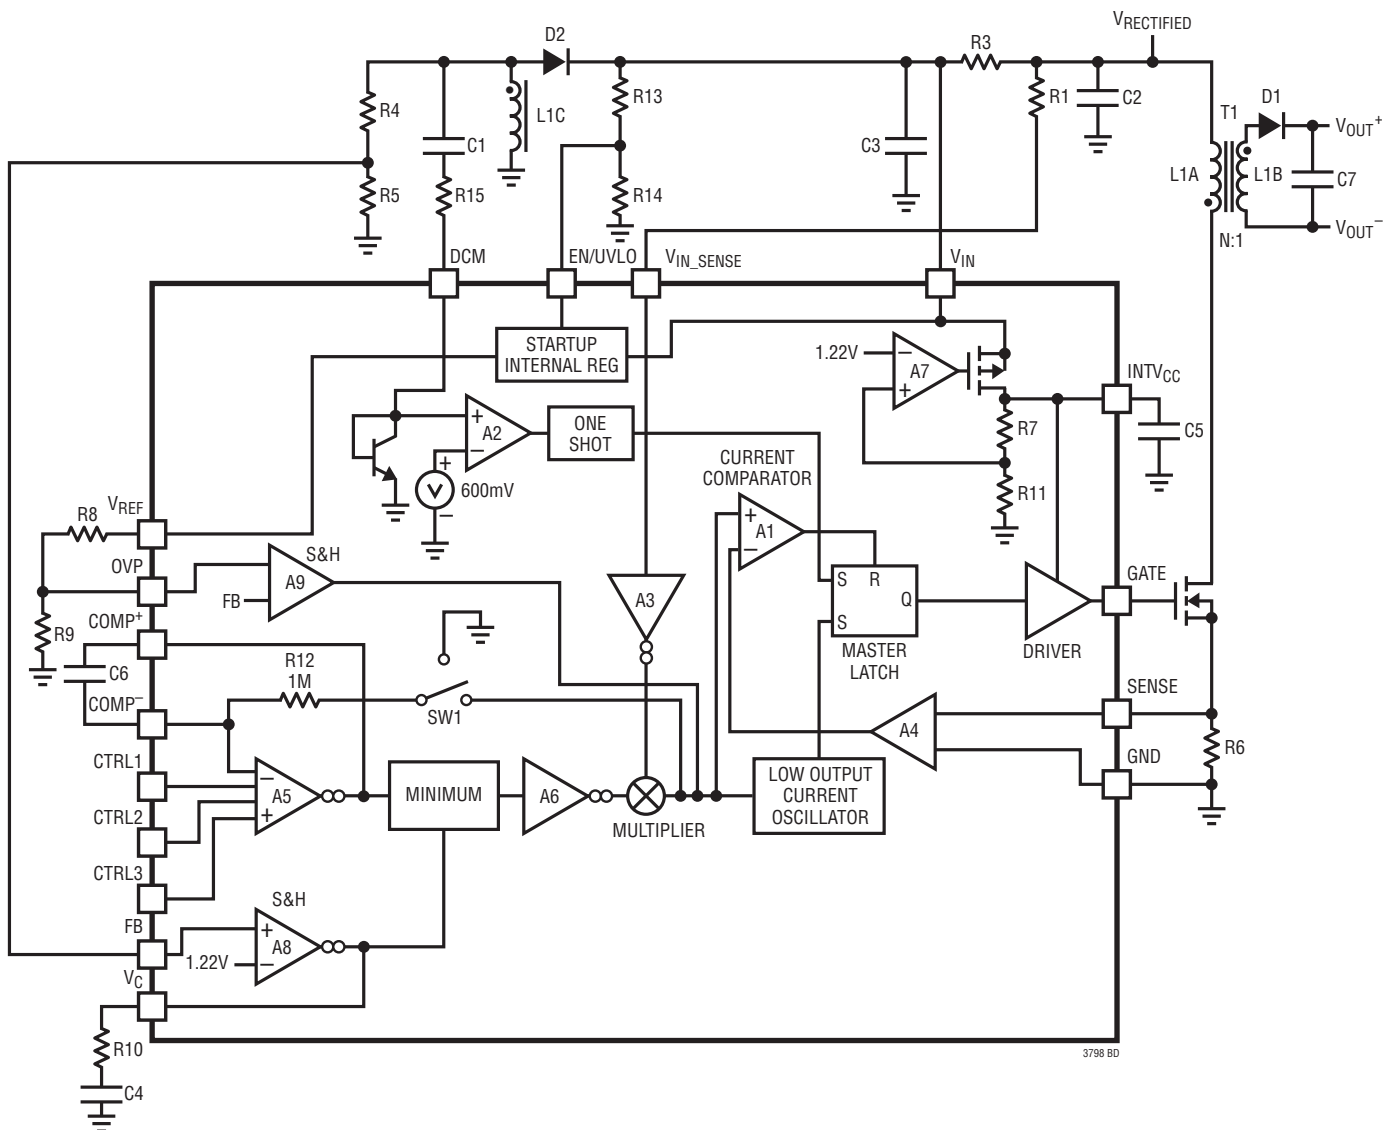 VRECTIFIED
D2
R3
R4
R13
R1
C2
D1
T1
L1C
C1
C3
VOUT+
L1A
L1B
C7
R5
R15
R14
VOUT–
N:1
DCM
EN/UVLO
VIN_SENSE
VIN
STARTUP
INTERNAL REG
1.22V
–
A7
+
INTVCC
+
A2
–
ONE
SHOT
R7
C5
CURRENT
COMPARATOR
+
600mV
–
R11
VREF
R8
+
A1
–
OVP
S&H
A9
FB
S
R
Q
S
GATE
A3
COMP+
R9
MASTER
LATCH
DRIVER
C6
R12
1M
COMP–
SW1
SENSE
A4
R6
GND
CTRL1
–
A5
+
MINIMUM
A6
MULTIPLIER
LOW OUTPUT
CURRENT
OSCILLATOR
CTRL2
CTRL3
S&H
FB
+
A8
1.22V
–
VC
R10
3798 BD
C4